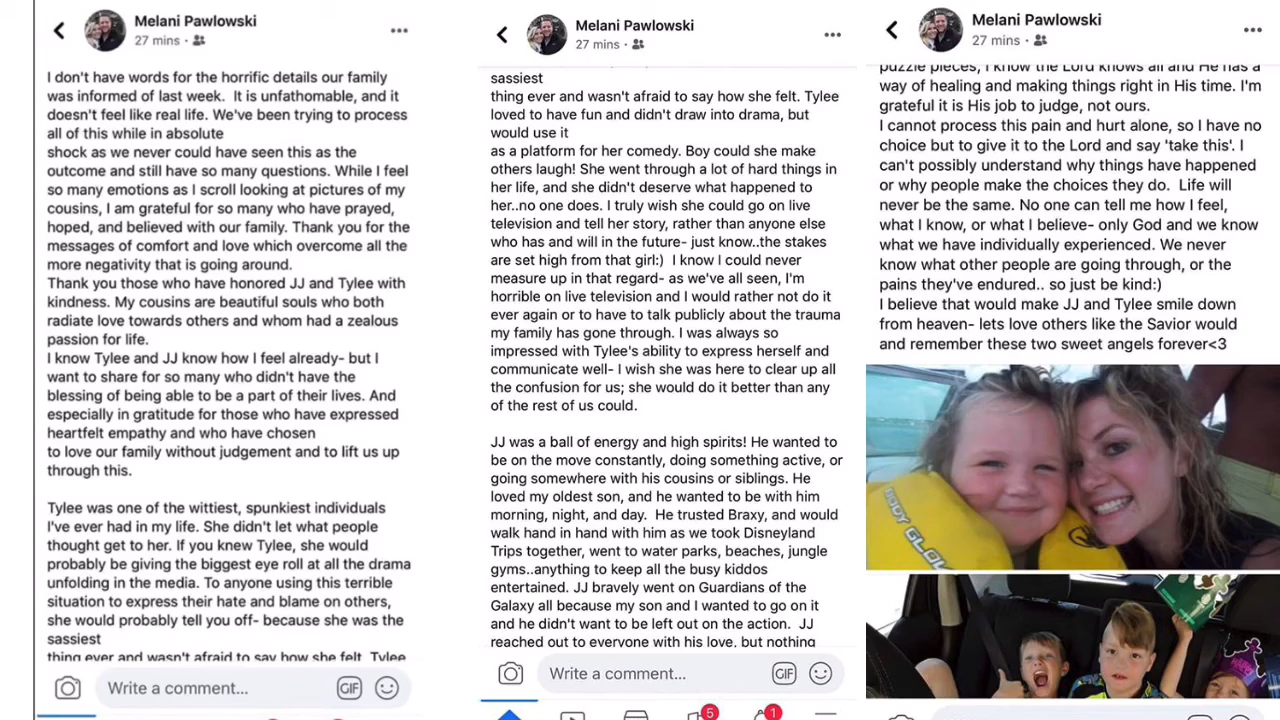 Melani Pawlowski
27 mins
I don't have words for the horrific details our family
was informed of last week. It is unfathomable, and it
doesn't feel like real life. We've been trying to process
all of this while in absolute
shock as we never could have seen this as the
outcome and still have so many questions. While I feel
so many emotions as I scroll looking at pictures of my
cousins, I am grateful for so many who have prayed,
hoped, and believed with our family. Thank you for the
messages of comfort and love which overcome all the
more negativity that is going around.
Thank you those who have honored JJ and Tylee with
kindness. My cousins are beautiful souls who both
radiate love towards others and whom had a zealous
passion for life.
I know Tylee and JJ know how I feel already- but I
want to share for so many who didn't have the
blessing of being able to be a part of their lives. And
especially in gratitude for those who have expressed
heartfelt empathy and who have chosen
to love our family without judgement and to lift us up
through this.
Tylee was one of the wittiest, spunkiest individuals
I've ever had in my life. She didn't let what people
thought get to her. If you knew Tylee, she would
probably be giving the biggest eye roll at all the drama
unfolding in the media. To anyone using this terrible
situation to express their hate and blame on others,
she would probably tell you off- because she was the
sassiest
thing ever and wasn't afraid to say how she felt. Tylee
Write a comment...
GIF
Melani Pawlowski
27 mins
sassiest
thing ever and wasn't afraid to say how she felt. Tylee
loved to have fun and didn't draw into drama, but
would use it
as a platform for her comedy. Boy could she make
others laugh! She went through a lot of hard things in
her life, and she didn't deserve what happened to
her..no one does. I truly wish she could go on live
television and tell her story, rather than anyone else
who has and will in the future- just know..the stakes
are set high from that girl:) I know I could never
measure up in that regard- as we've all seen, I'm
horrible on live television and I would rather not do it
ever again or to have to talk publicly about the trauma
my family has gone through. I was always so
impressed with Tylee's ability to express herself and
communicate well- I wish she was here to clear up all
the confusion for us; she would do it better than any
of the rest of us could.
JJ was a ball of energy and high spirits! He wanted to
be on the move constantly, doing something active, or
going somewhere with his cousins or siblings. He
loved my oldest son, and he wanted to be with him
morning, night, and day. He trusted Braxy, and would
walk hand in hand with him as we took Disneyland
Trips together, went to water parks, beaches, jungle
gyms..anything to keep all the busy kiddos
entertained. JJ bravely went on Guardians of the
Galaxy all because my son and I wanted to go on it
and he didn't want to be left out on the action. JJ
reached out to everyone with his love, but nothing
Write a comment...
GIF
5
1
Melani Pawlowski
27 mins
puzzle pieces, I know the Lord knows all and He has a
way of healing and making things right in His time. I'm
grateful it is His job to judge, not ours.
I cannot process this pain and hurt alone, so I have no
choice but to give it to the Lord and say 'take this'. I
can't possibly understand why things have happened
or why people make the choices they do. Life will
never be the same. No one can tell me how I feel,
what I know, or what I believe- only God and we know
what we have individually experienced. We never
know what other people are going through, or the
pains they've endured.. so just be kind:)
I believe that would make JJ and Tylee smile down
from heaven- lets love others like the Savior would
and remember these two sweet angels forever<3
BODY GLOV